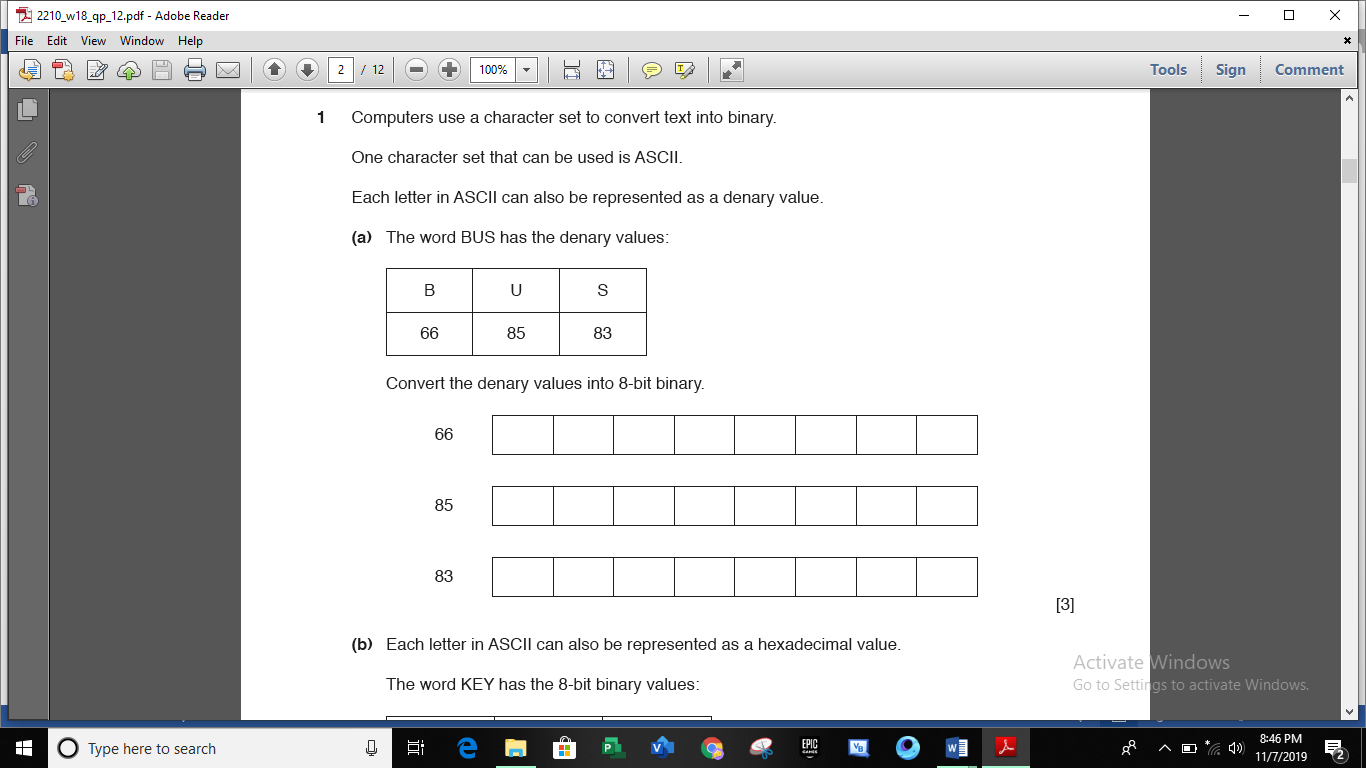 2210_w18_qp_12.pdf - Adobe Reader
File Edit View Window Help
2 / 12 100% Tools Sign Comment
1 Computers use a character set to convert text into binary.
One character set that can be used is ASCII.
Each letter in ASCII can also be represented as a denary value.
(a) The word BUS has the denary values:
B U S
66 85 83
Convert the denary values into 8-bit binary.
66
85
83
[3]
(b) Each letter in ASCII can also be represented as a hexadecimal value.
The word KEY has the 8-bit binary values:
Activate Windows
Go to Settings to activate Windows.
Type here to search
EPIC GAMES
8:46 PM
11/7/2019
2